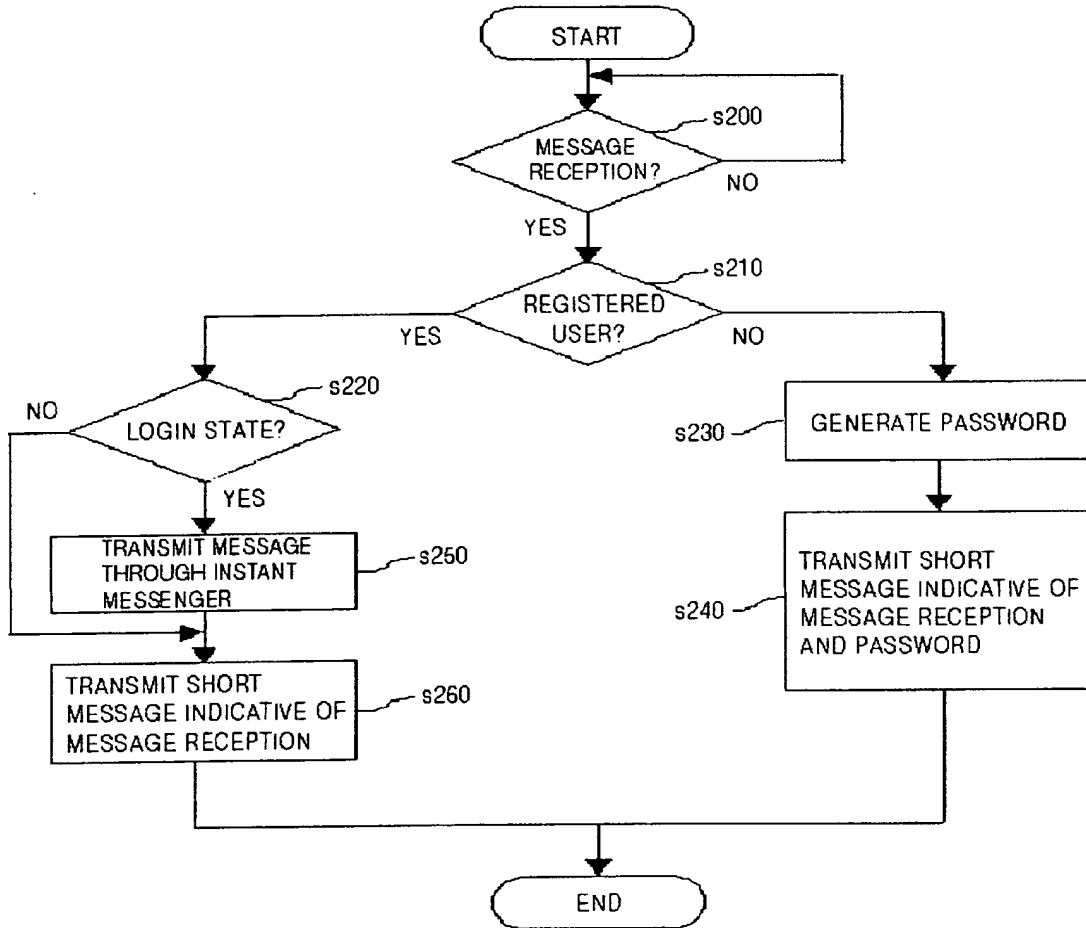 START
s200
MESSAGE
RECEPTION?
NO
YES
s210
REGISTERED
USER?
YES
NO
s220
NO
LOGIN STATE?
YES
s230
GENERATE PASSWORD
TRANSMIT MESSAGE
THROUGH INSTANT
MESSENGER
s250
s240
TRANSMIT SHORT
MESSAGE INDICATIVE OF
MESSAGE RECEPTION
AND PASSWORD
TRANSMIT SHORT
MESSAGE INDICATIVE OF
MESSAGE RECEPTION
s260
END